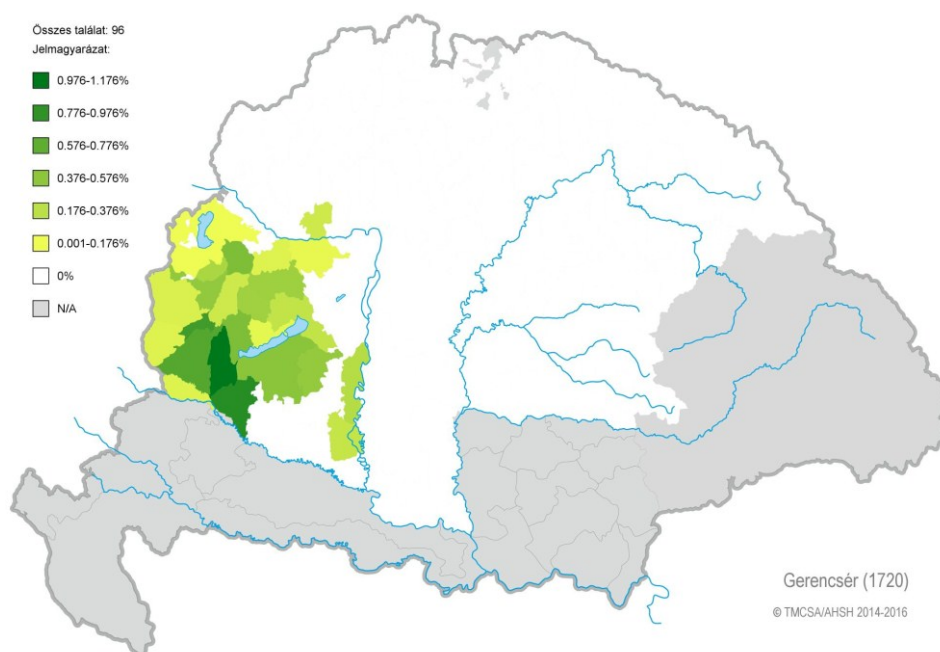 Összes találat: 96
Jelmagyarázat:
0.976-1.176%
0.776-0.976%
0.576-0.776%
0.376-0.576%
0.176-0.376%
0.001-0.176%
0%
N/A
Gerencsér (1720)
© TMCSA/AHSH 2014-2016